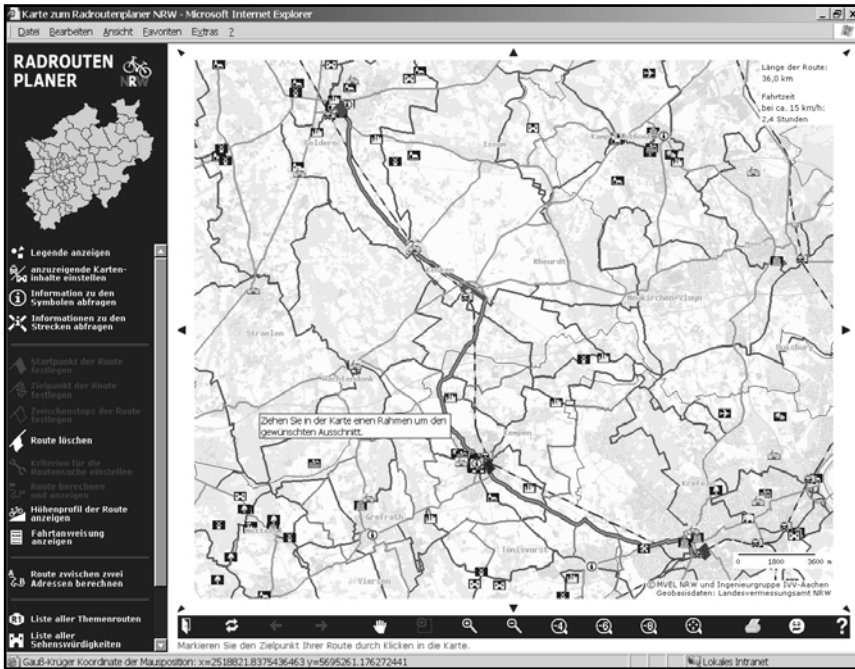 Karte zum Radroutenplaner NRW - Microsoft Internet Explorer
Datei Bearbeiten Ansicht Favoriten Extras ?
RADROUTEN
PLANER
NRW
Legende anzeigen
anzuzeigende Karten-
inhalte einstellen
Information zu den
Symbolen abfragen
Informationen zu den
Strecken abfragen
Startpunkt der Route
festlegen
Zielpunkt der Route
festlegen
Zwischenstops der Route
festlegen
Route löschen
Kriterien für die
Routensuche einstellen
Route berechnen
und anzeigen
Höhenprofil der Route
anzeigen
Fahrtanweisung
anzeigen
Route zwischen zwei
Adressen berechnen
Liste aller Themenrouten
Liste aller
Sehenswürdigkeiten
Länge der Route:
36,0 km
Fahrtzeit
bei ca. 15 km/h:
2,4 Stunden
Geldern
Issum
Rheurdt
Neukirchen-Vluyn
Straelen
Wachtendonk
Ziehen Sie in der Karte einen Rahmen um den
gewünschten Ausschnitt.
Kempen
Krefeld
Grefrath
Tönisvorst
Viersen
0 1800 3600 m
© MVEL NRW und Ingenieurgruppe IVV-Aachen
Geobasisdaten: Landesvermessungsamt NRW
-4 -6 -8
?
Markieren Sie den Zielpunkt Ihrer Route durch Klicken in die Karte.
Gauß-Krüger Koordinate der Mausposition: x=2518821.8375436463 y=5695261.176272441
Lokales Intranet